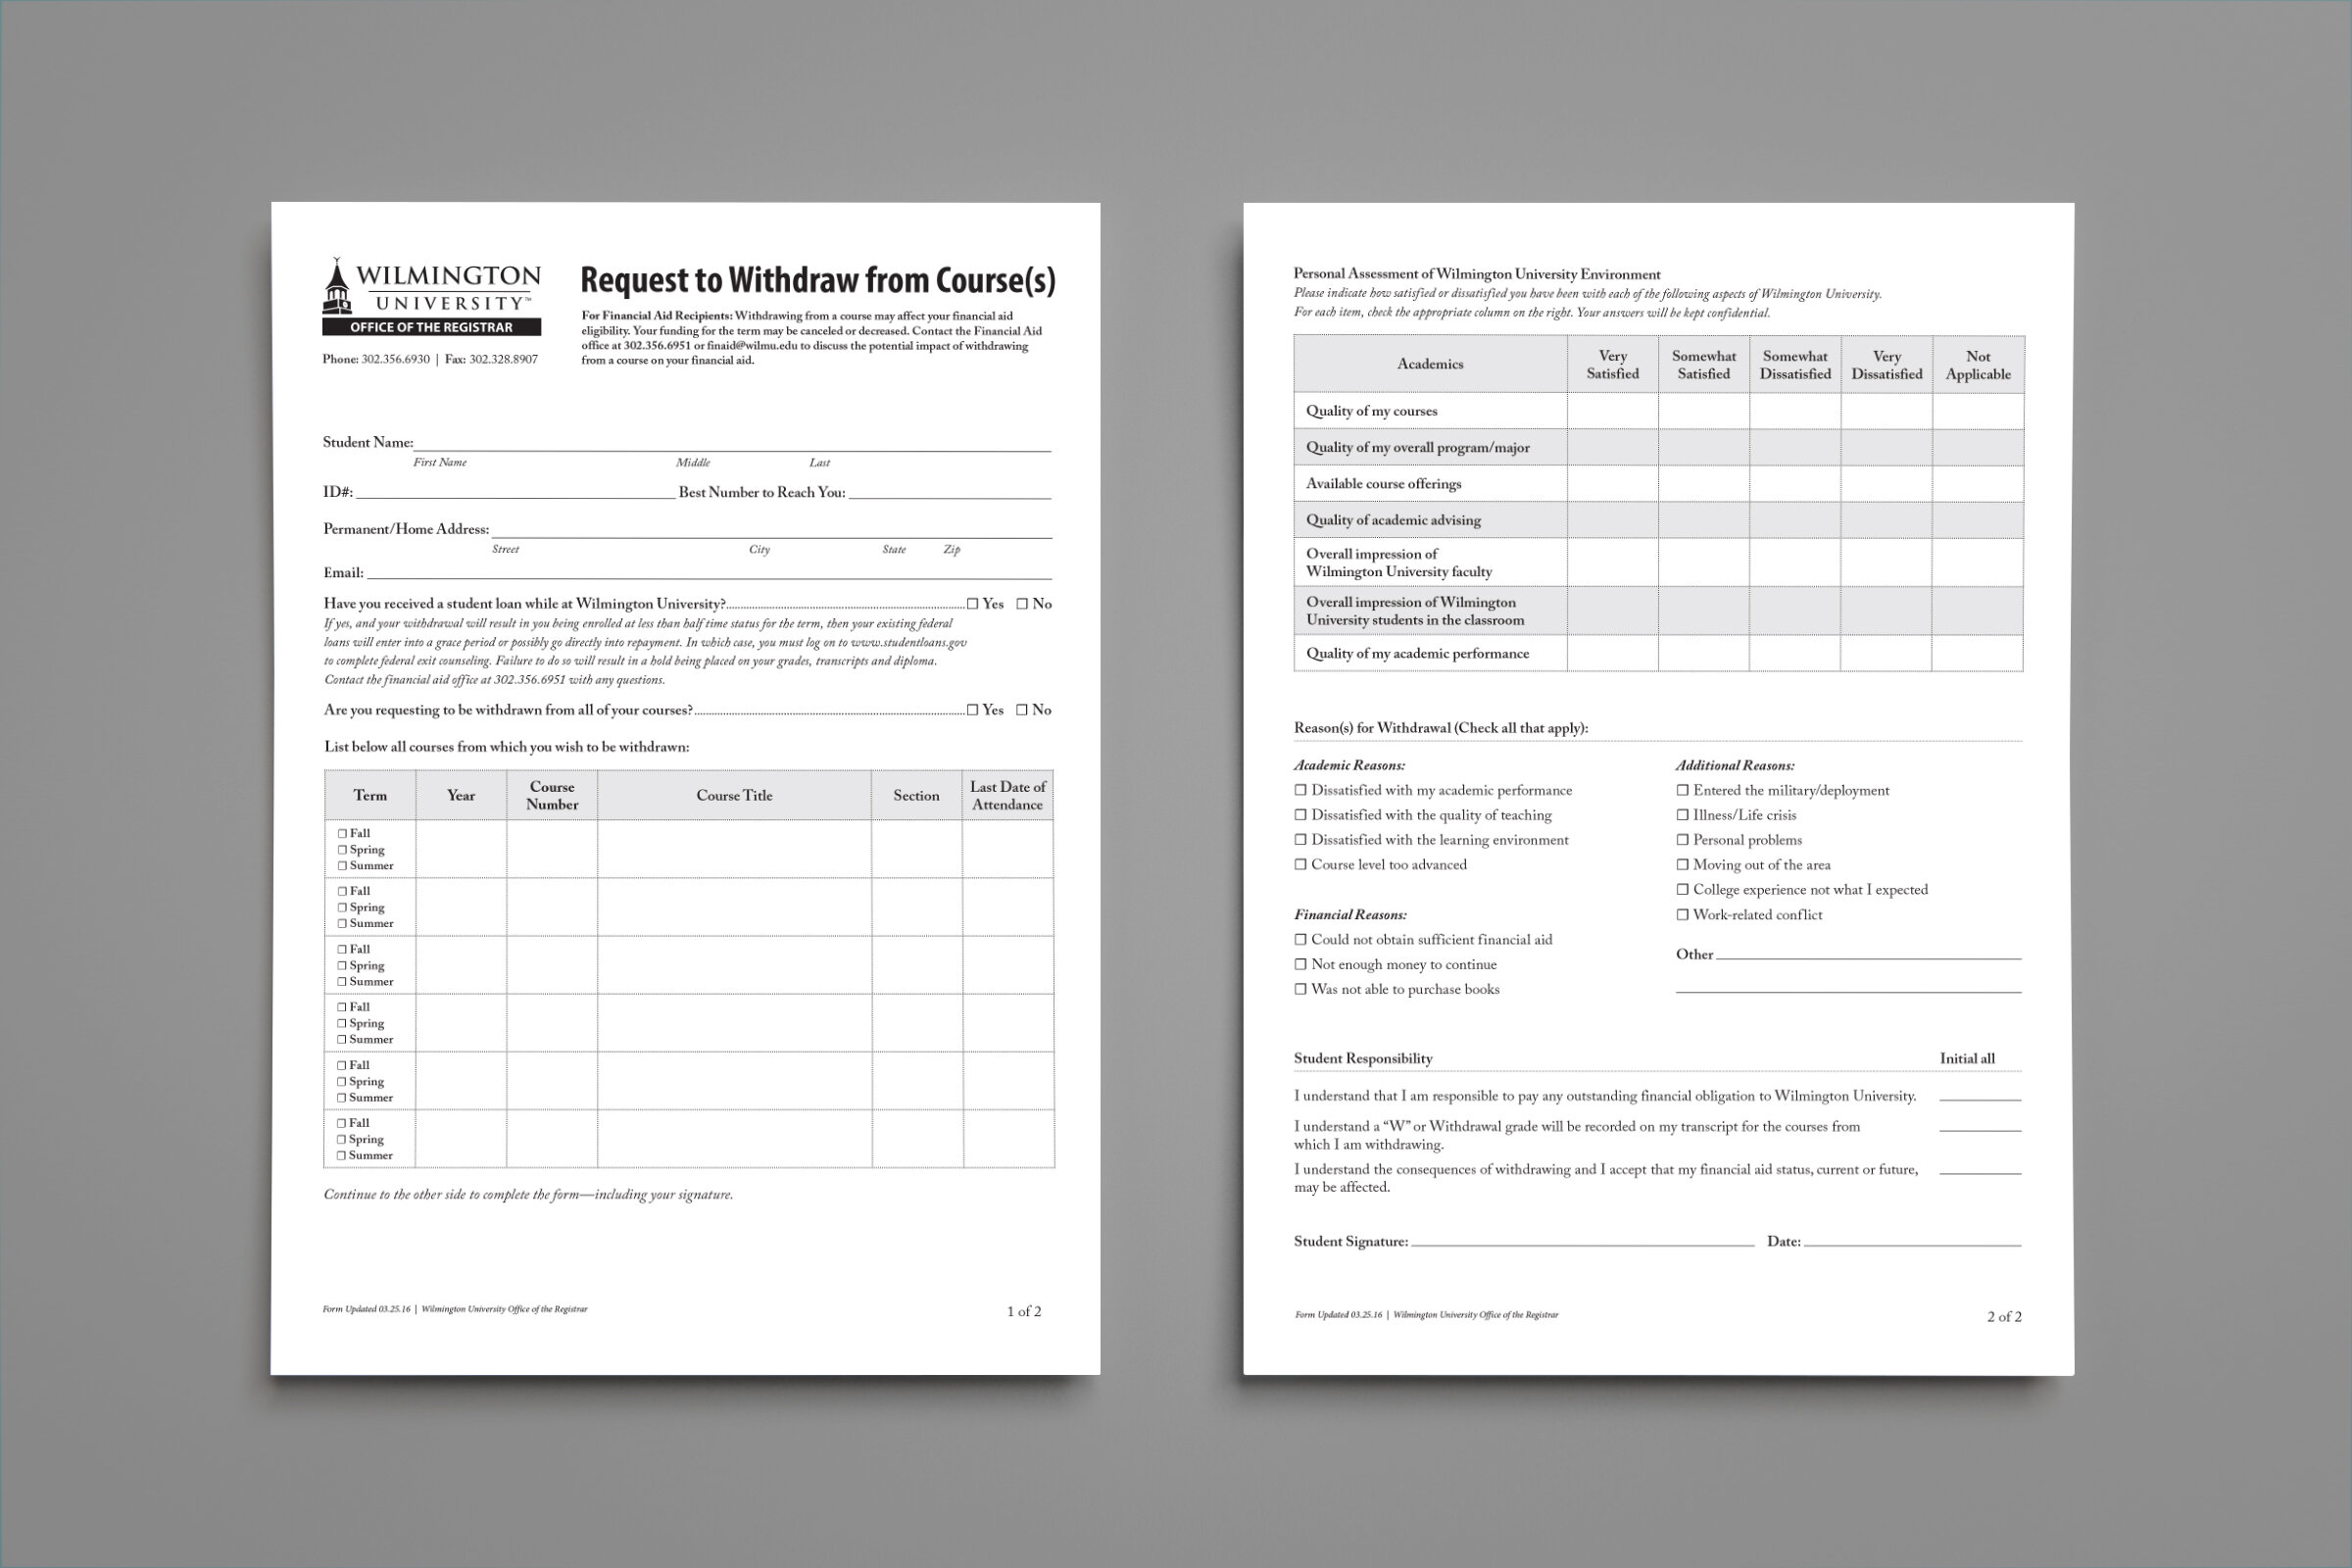 WILMINGTON
UNIVERSITY™
OFFICE OF THE REGISTRAR
Phone: 302.356.6930 | Fax: 302.328.8907
Request to Withdraw from Course(s)
For Financial Aid Recipients: Withdrawing from a course may affect your financial aid
eligibility. Your funding for the term may be canceled or decreased. Contact the Financial Aid
office at 302.356.6951 or finaid@wilmu.edu to discuss the potential impact of withdrawing
from a course on your financial aid.
Student Name:
First Name Middle Last
ID#: Best Number to Reach You:
Permanent/Home Address:
Street City State Zip
Email:
Have you received a student loan while at Wilmington University? ☐ Yes ☐ No
If yes, and your withdrawal will result in you being enrolled at less than half time status for the term, then your existing federal
loans will enter into a grace period or possibly go directly into repayment. In which case, you must log on to www.studentloans.gov
to complete federal exit counseling. Failure to do so will result in a hold being placed on your grades, transcripts and diploma.
Contact the financial aid office at 302.356.6951 with any questions.
Are you requesting to be withdrawn from all of your courses? ☐ Yes ☐ No
List below all courses from which you wish to be withdrawn:
Term Year Course Number Course Title Section Last Date of Attendance
☐ Fall
☐ Spring
☐ Summer
☐ Fall
☐ Spring
☐ Summer
☐ Fall
☐ Spring
☐ Summer
☐ Fall
☐ Spring
☐ Summer
☐ Fall
☐ Spring
☐ Summer
☐ Fall
☐ Spring
☐ Summer
Continue to the other side to complete the form—including your signature.
Form Updated 03.25.16 | Wilmington University Office of the Registrar
1 of 2
Personal Assessment of Wilmington University Environment
Please indicate how satisfied or dissatisfied you have been with each of the following aspects of Wilmington University.
For each item, check the appropriate column on the right. Your answers will be kept confidential.
Academics Very Satisfied Somewhat Satisfied Somewhat Dissatisfied Very Dissatisfied Not Applicable
Quality of my courses
Quality of my overall program/major
Available course offerings
Quality of academic advising
Overall impression of
Wilmington University faculty
Overall impression of Wilmington
University students in the classroom
Quality of my academic performance
Reason(s) for Withdrawal (Check all that apply):
Academic Reasons:
☐ Dissatisfied with my academic performance
☐ Dissatisfied with the quality of teaching
☐ Dissatisfied with the learning environment
☐ Course level too advanced
Financial Reasons:
☐ Could not obtain sufficient financial aid
☐ Not enough money to continue
☐ Was not able to purchase books
Additional Reasons:
☐ Entered the military/deployment
☐ Illness/Life crisis
☐ Personal problems
☐ Moving out of the area
☐ College experience not what I expected
☐ Work-related conflict
Other
Student Responsibility Initial all
I understand that I am responsible to pay any outstanding financial obligation to Wilmington University.
I understand a “W” or Withdrawal grade will be recorded on my transcript for the courses from
which I am withdrawing.
I understand the consequences of withdrawing and I accept that my financial aid status, current or future,
may be affected.
Student Signature: Date:
Form Updated 03.25.16 | Wilmington University Office of the Registrar
2 of 2